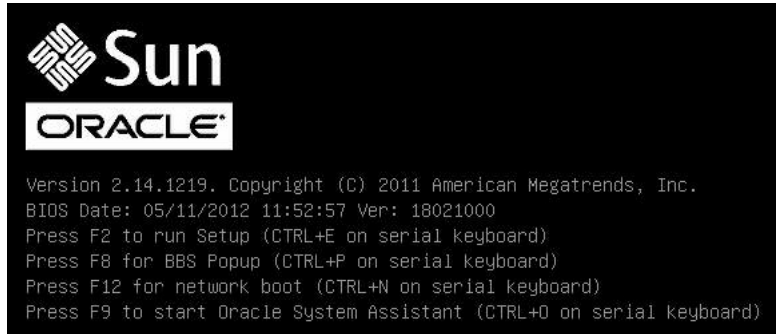 Sun
ORACLE
Version 2.14.1219. Copyright (C) 2011 American Megatrends, Inc.
BIOS Date: 05/11/2012 11:52:57 Ver: 18021000
Press F2 to run Setup (CTRL+E on serial keyboard)
Press F8 for BBS Popup (CTRL+P on serial keyboard)
Press F12 for network boot (CTRL+N on serial keyboard)
Press F9 to start Oracle System Assistant (CTRL+O on serial keyboard)